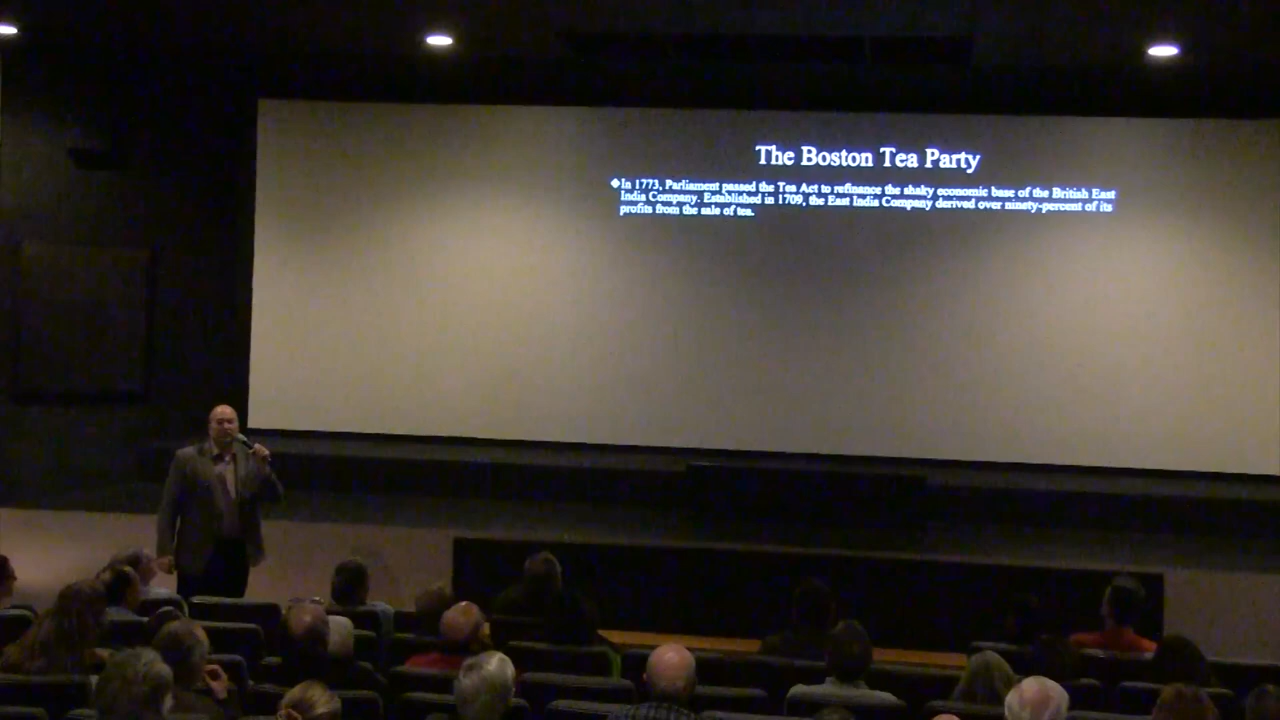 The Boston Tea Party
◆In 1773, Parliament passed the Tea Act to refinance the shaky economic base of the British East
India Company. Established in 1709, the East India Company derived over ninety-percent of its
profits from the sale of tea.